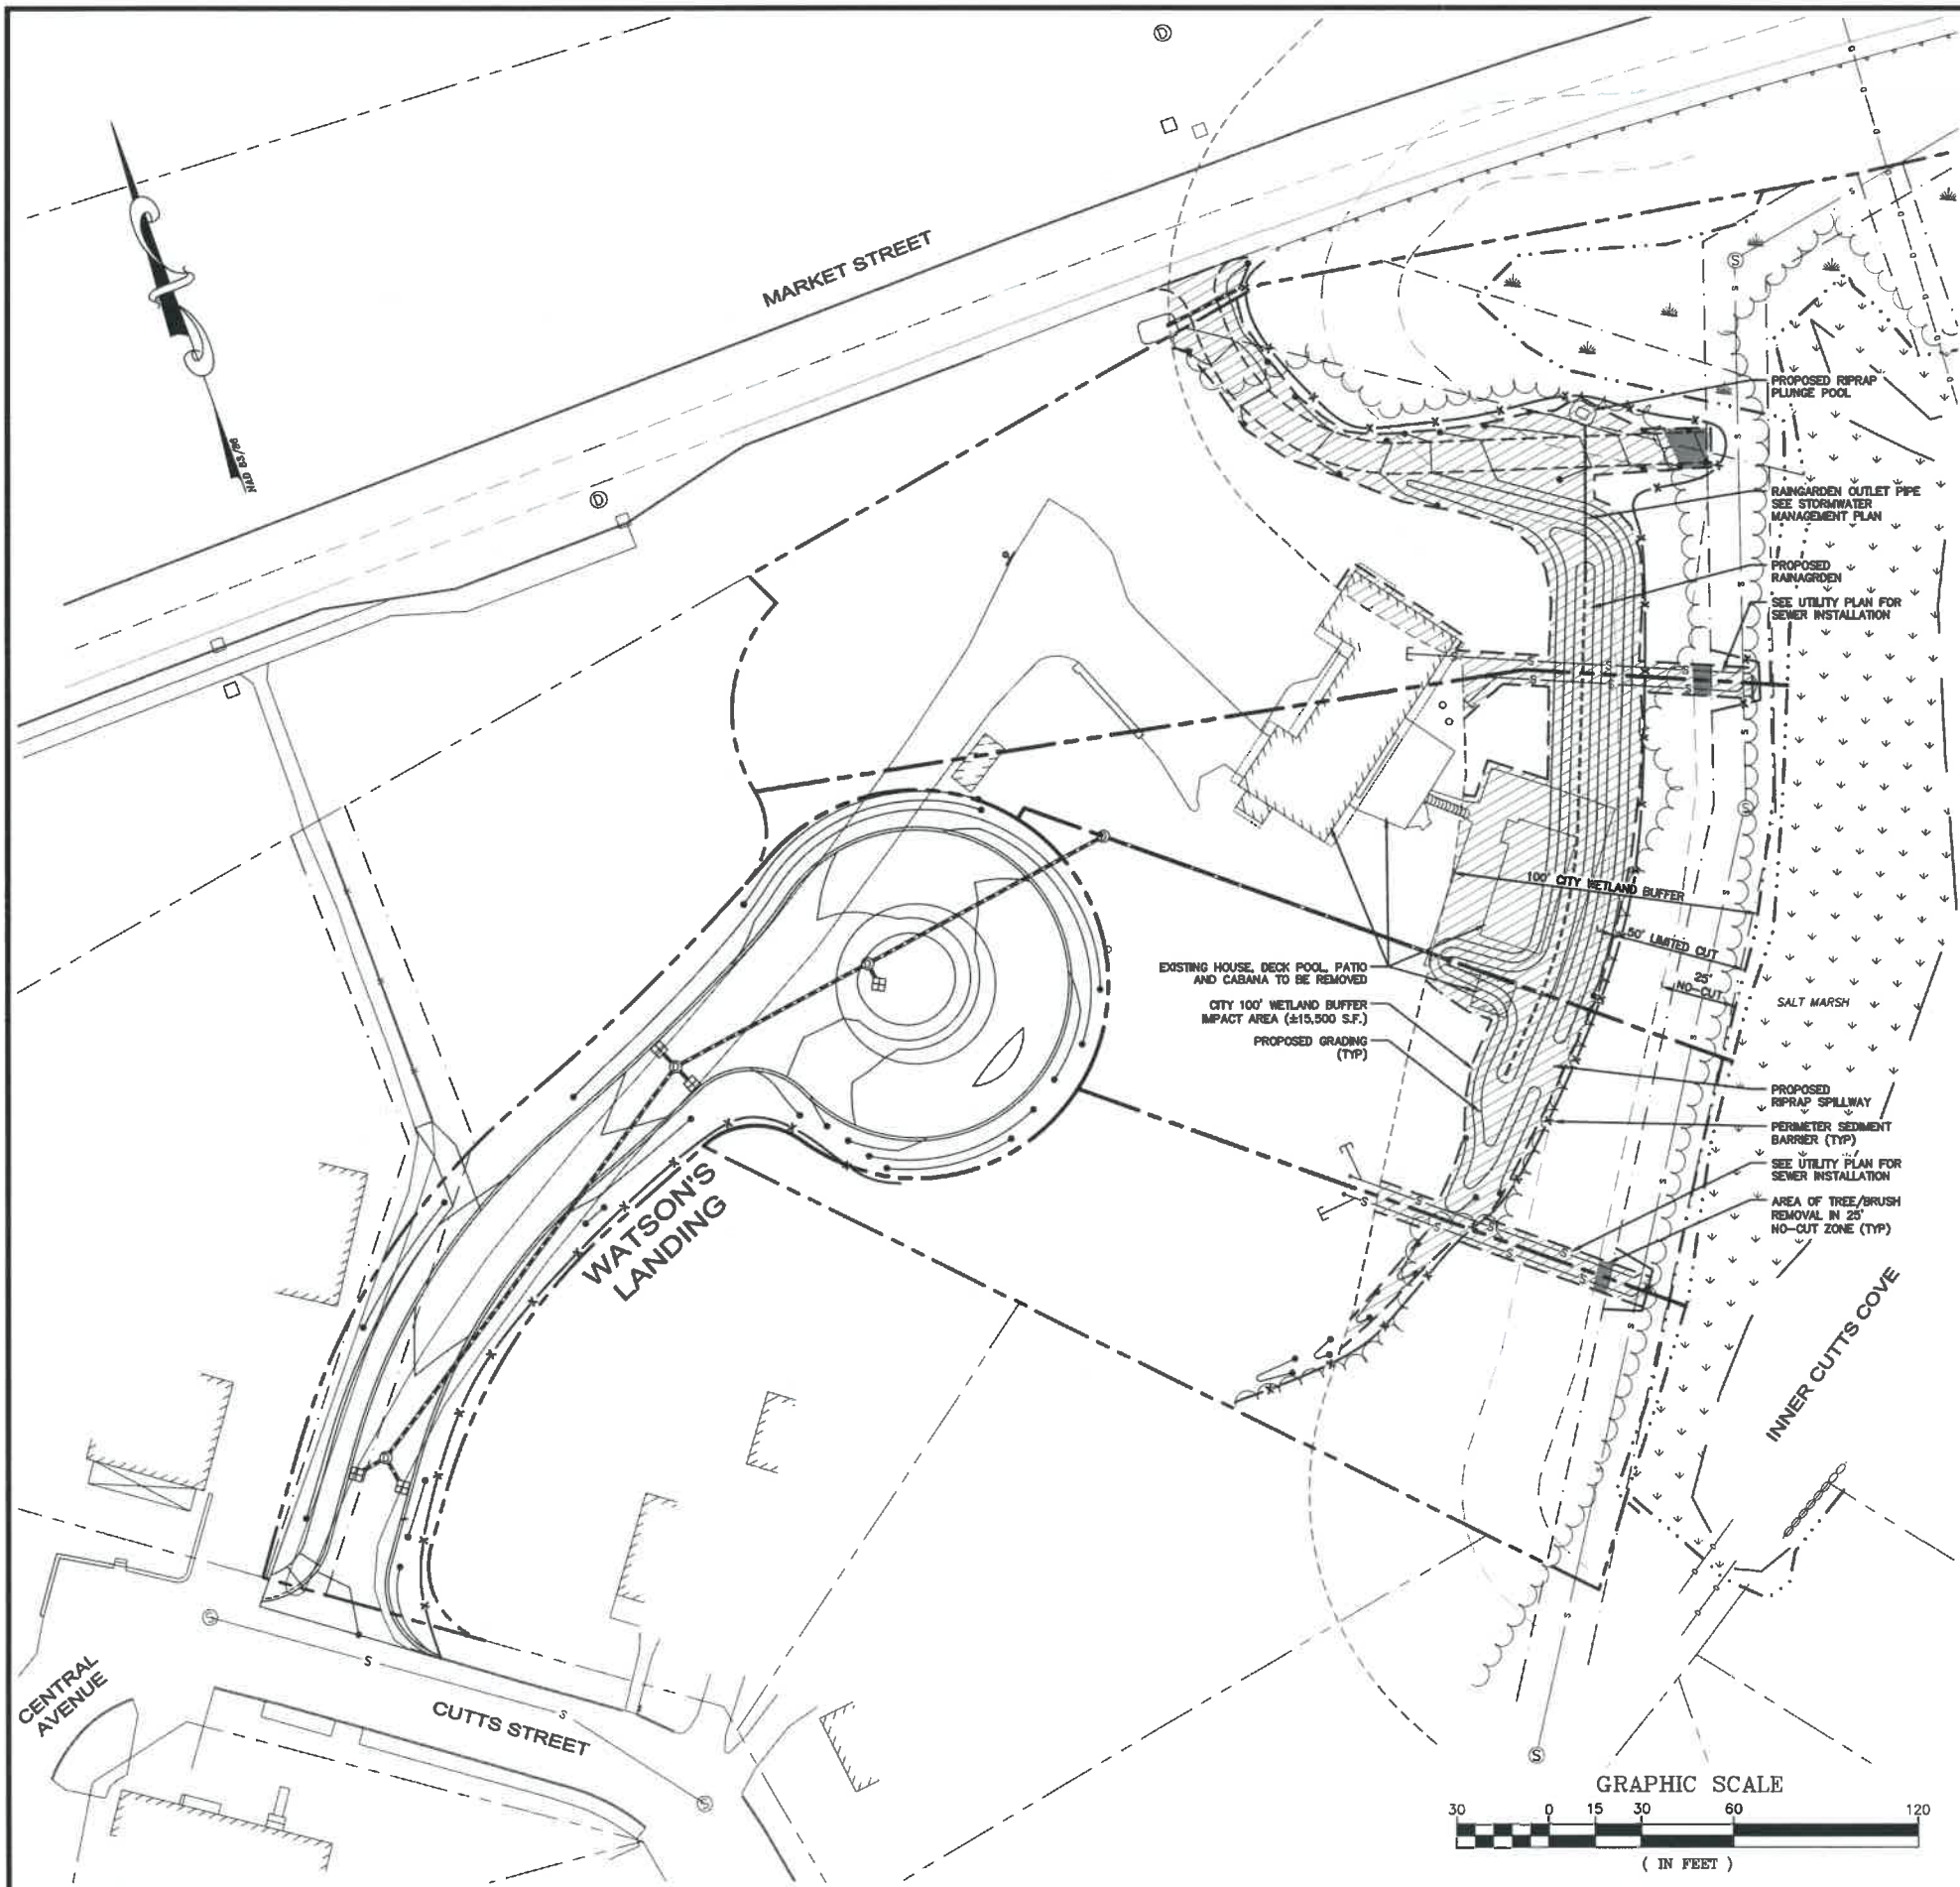 MARKET STREET
NAD 83/86
PROPOSED RIPRAP
PLUNGE POOL
RAINGARDEN OUTLET PIPE
SEE STORMWATER
MANAGEMENT PLAN
PROPOSED
RAINAGRDEN
SEE UTILITY PLAN FOR
SEWER INSTALLATION
100' CITY WETLAND BUFFER
50' LIMITED CUT
25'
NO-CUT
SALT MARSH
EXISTING HOUSE, DECK POOL, PATIO
AND CABANA TO BE REMOVED
CITY 100' WETLAND BUFFER
IMPACT AREA (±15,500 S.F.)
PROPOSED GRADING
(TYP)
PROPOSED
RIPRAP SPILLWAY
PERIMETER SEDIMENT
BARRIER (TYP)
SEE UTILITY PLAN FOR
SEWER INSTALLATION
AREA OF TREE/BRUSH
REMOVAL IN 25'
NO-CUT ZONE (TYP)
WATSON'S
LANDING
INNER CUTTS COVE
CENTRAL
AVENUE
CUTTS STREET
GRAPHIC SCALE
30 0 15 30 60 120
( IN FEET )